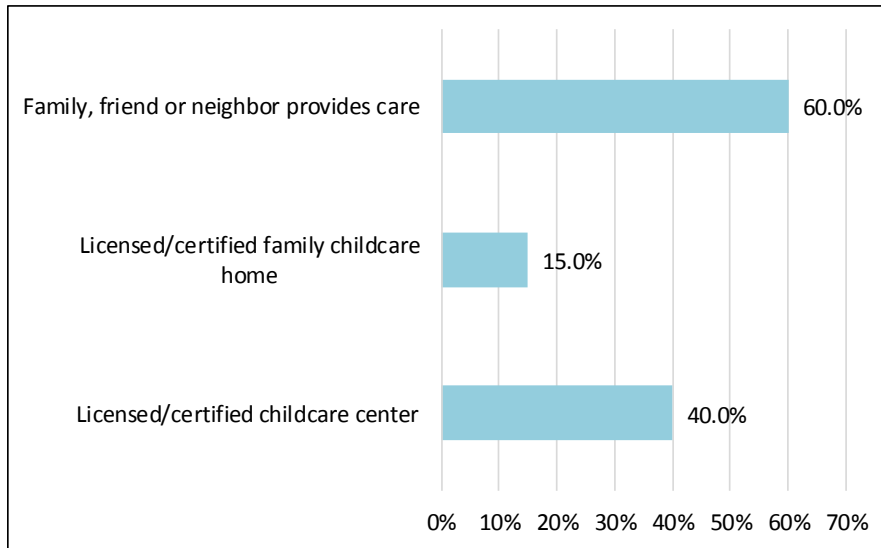 Family, friend or neighbor provides care
60.0%
Licensed/certified family childcare
home
15.0%
Licensed/certified childcare center
40.0%
0% 10% 20% 30% 40% 50% 60% 70%